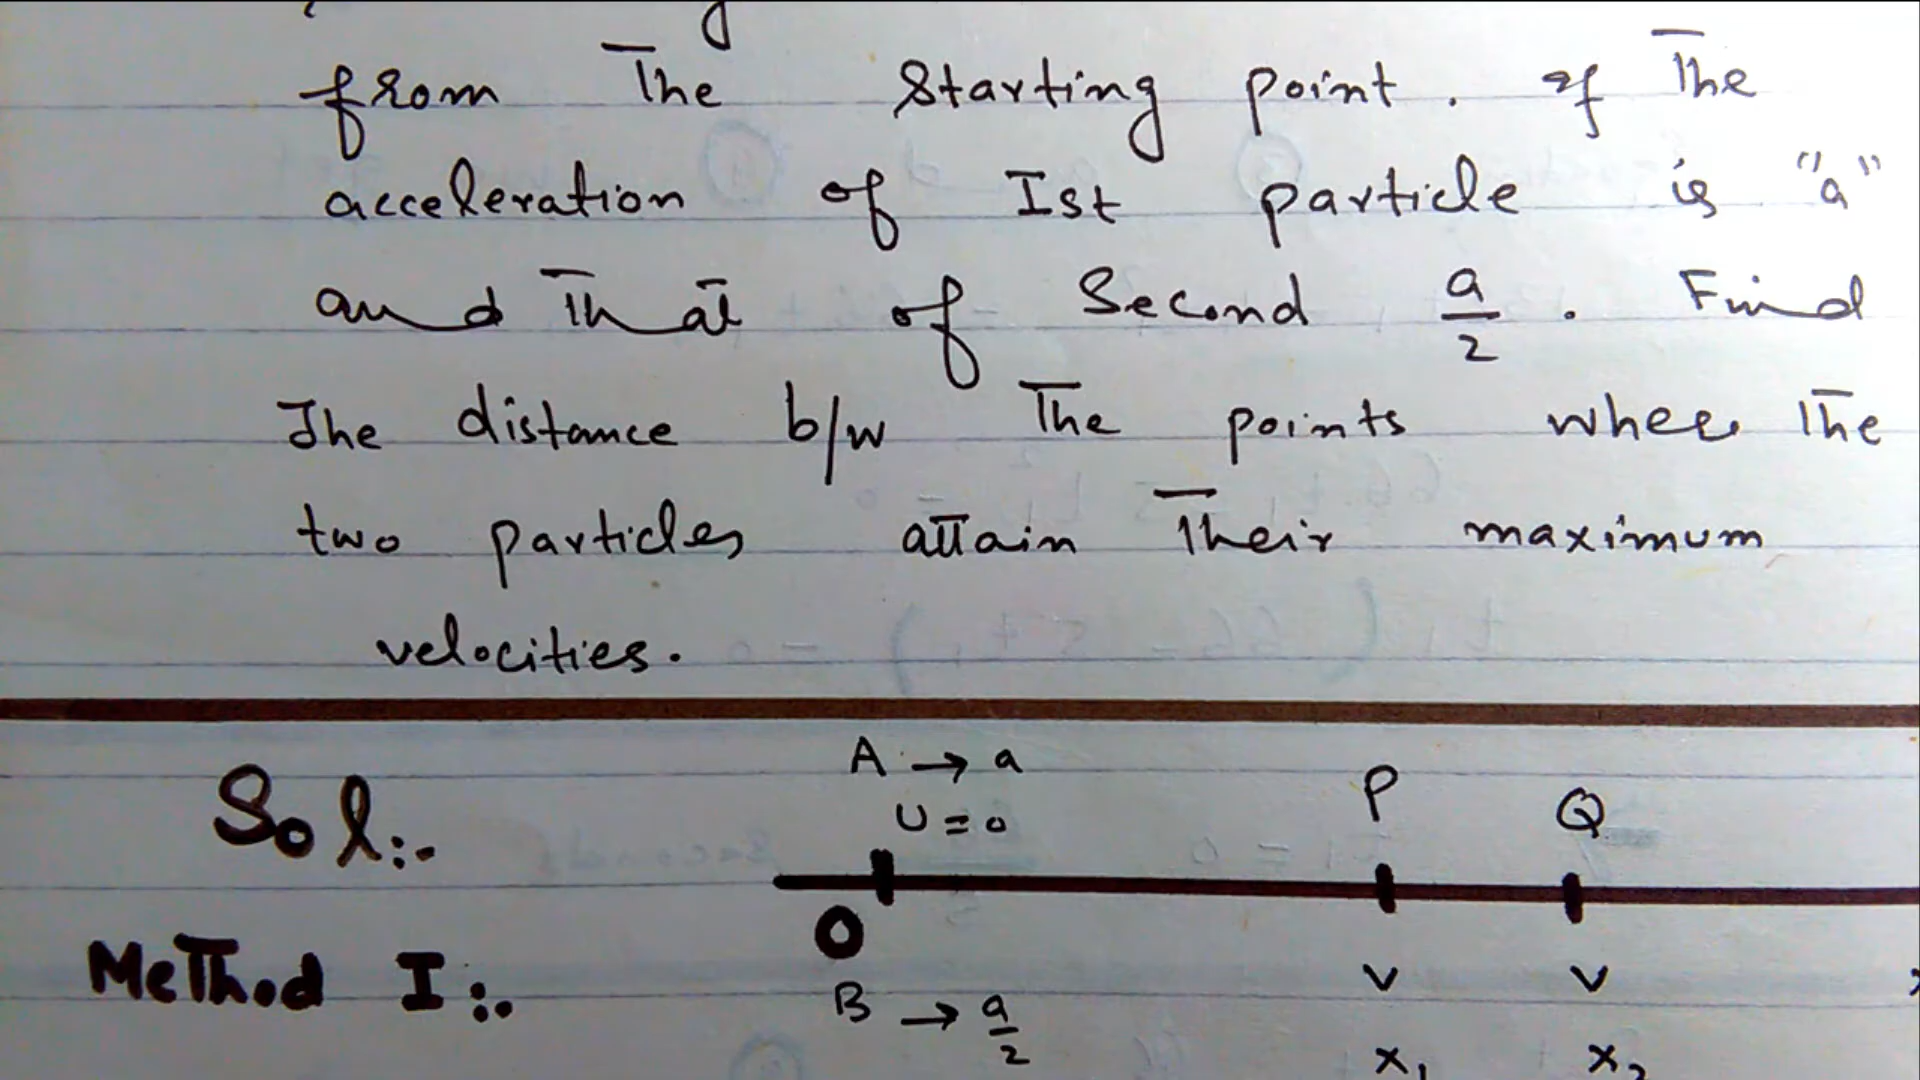 from The Starting point. If The
acceleration of Ist particle is "a"
and That of Second a/2. Find
The distance b/w The points where The
two particles attain Their maximum
velocities.
Sol:-
A → a
U = 0
P
Q
O
Method I:-
B → a/2
V
V
x₁
x₂